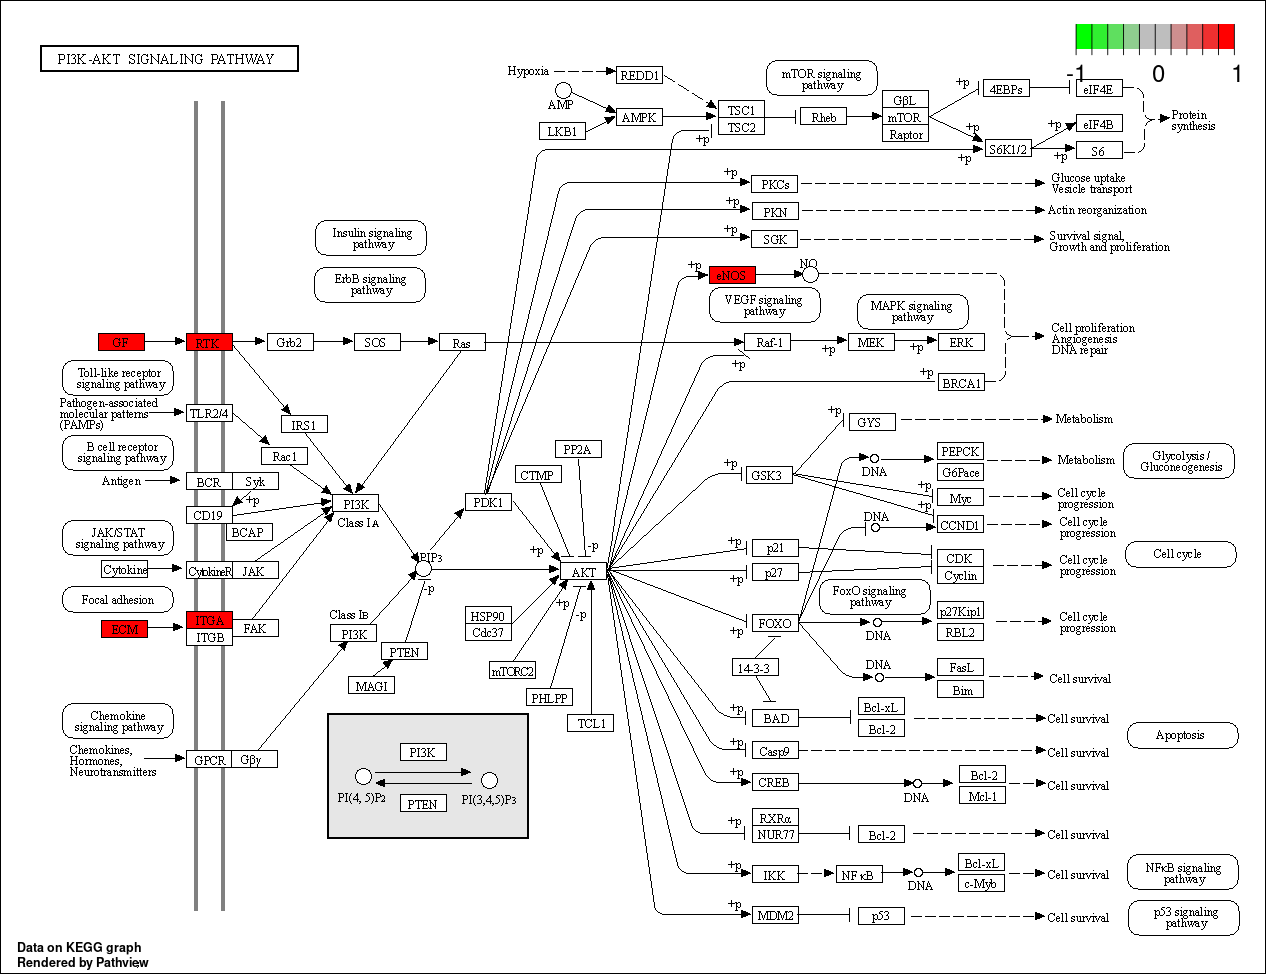 PI3K-AKT SIGNALING PATHWAY
-1 0 1
Hypoxia
REDD1
mTOR signaling
pathway
AMP
LKB1
AMPK
TSC1
TSC2
+p
Rheb
GβL
mTOR
Raptor
+p
4EBPs
eIF4E
+p
+p
S6K1/2
+p
eIF4B
+p
S6
Protein
synthesis
+p
PKCs
Glucose uptake
Vesicle transport
+p
PKN
Actin reorganization
+p
SGK
Survival signal,
Growth and proliferation
Insulin signaling
pathway
ErbB signaling
pathway
+p
eNOS
NO
VEGF signaling
pathway
MAPK signaling
pathway
GF
RTK
Grb2
SOS
Ras
Raf-1
+p
+p
MEK
+p
ERK
+p
BRCA1
Cell proliferation
Angiogenesis
DNA repair
Toll-like receptor
signaling pathway
Pathogen-associated
molecular patterns
(PAMPs)
TLR2/4
IRS1
Rac1
B cell receptor
signaling pathway
Antigen
BCR
Syk
+p
CD19
BCAP
PI3K
Class IA
JAK/STAT
signaling pathway
Cytokine
CytokineR
JAK
Focal adhesion
ECM
ITGA
ITGB
FAK
Chemokine
signaling pathway
Chemokines,
Hormones,
Neurotransmitters
GPCR
Gβγ
Class IB
PI3K
PIP3
-p
PTEN
MAGI
PDK1
CTMP
PP2A
+p
-p
AKT
HSP90
Cdc37
+p
-p
mTORC2
PHLPP
TCL1
PI3K
PI(4, 5)P2
PI(3,4,5)P3
PTEN
+p
GYS
Metabolism
+p
GSK3
DNA
PEPCK
G6Pace
Metabolism
Glycolysis /
Gluconeogenesis
+p
Myc
Cell cycle
progression
+p
DNA
CCND1
Cell cycle
progression
+p
p21
+p
p27
CDK
Cyclin
Cell cycle
progression
Cell cycle
FoxO signaling
pathway
FOXO
+p
DNA
p27Kip1
RBL2
Cell cycle
progression
14-3-3
DNA
FasL
Bim
Cell survival
+p
BAD
Bcl-xL
Bcl-2
Cell survival
Apoptosis
+p
Casp9
Cell survival
+p
CREB
DNA
Bcl-2
Mcl-1
Cell survival
+p
RXRα
NUR77
Bcl-2
Cell survival
+p
IKK
NFκB
DNA
Bcl-xL
c-Myb
Cell survival
NFκB signaling
pathway
+p
MDM2
p53
Cell survival
p53 signaling
pathway
Data on KEGG graph
Rendered by Pathview